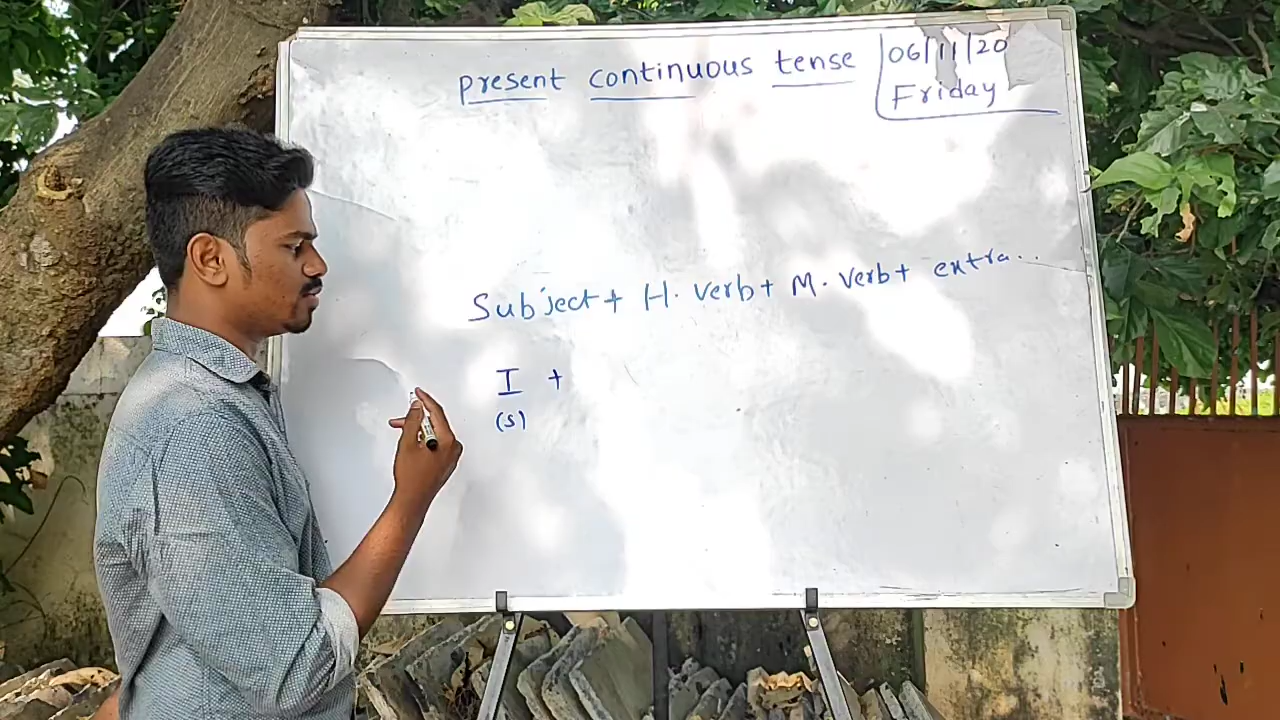 present continuous tense
06/11/20
Friday
Subject + H. verb + M. verb + extra..
I +
(s)